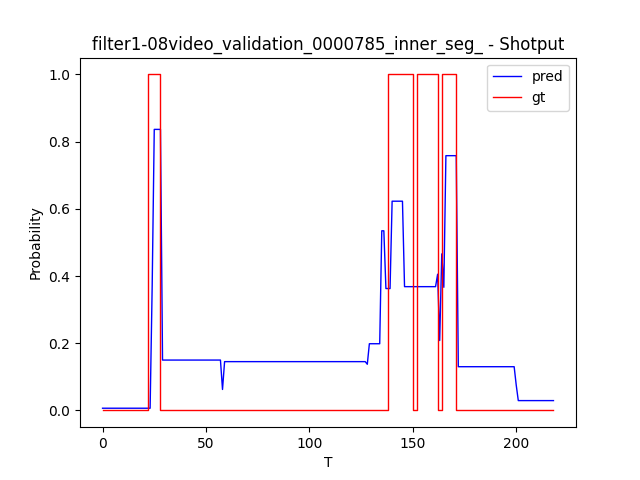 filter1-08video_validation_0000785_inner_seg_ - Shotput
pred
gt
Probability
1.0
0.8
0.6
0.4
0.2
0.0
0
50
100
150
200
T